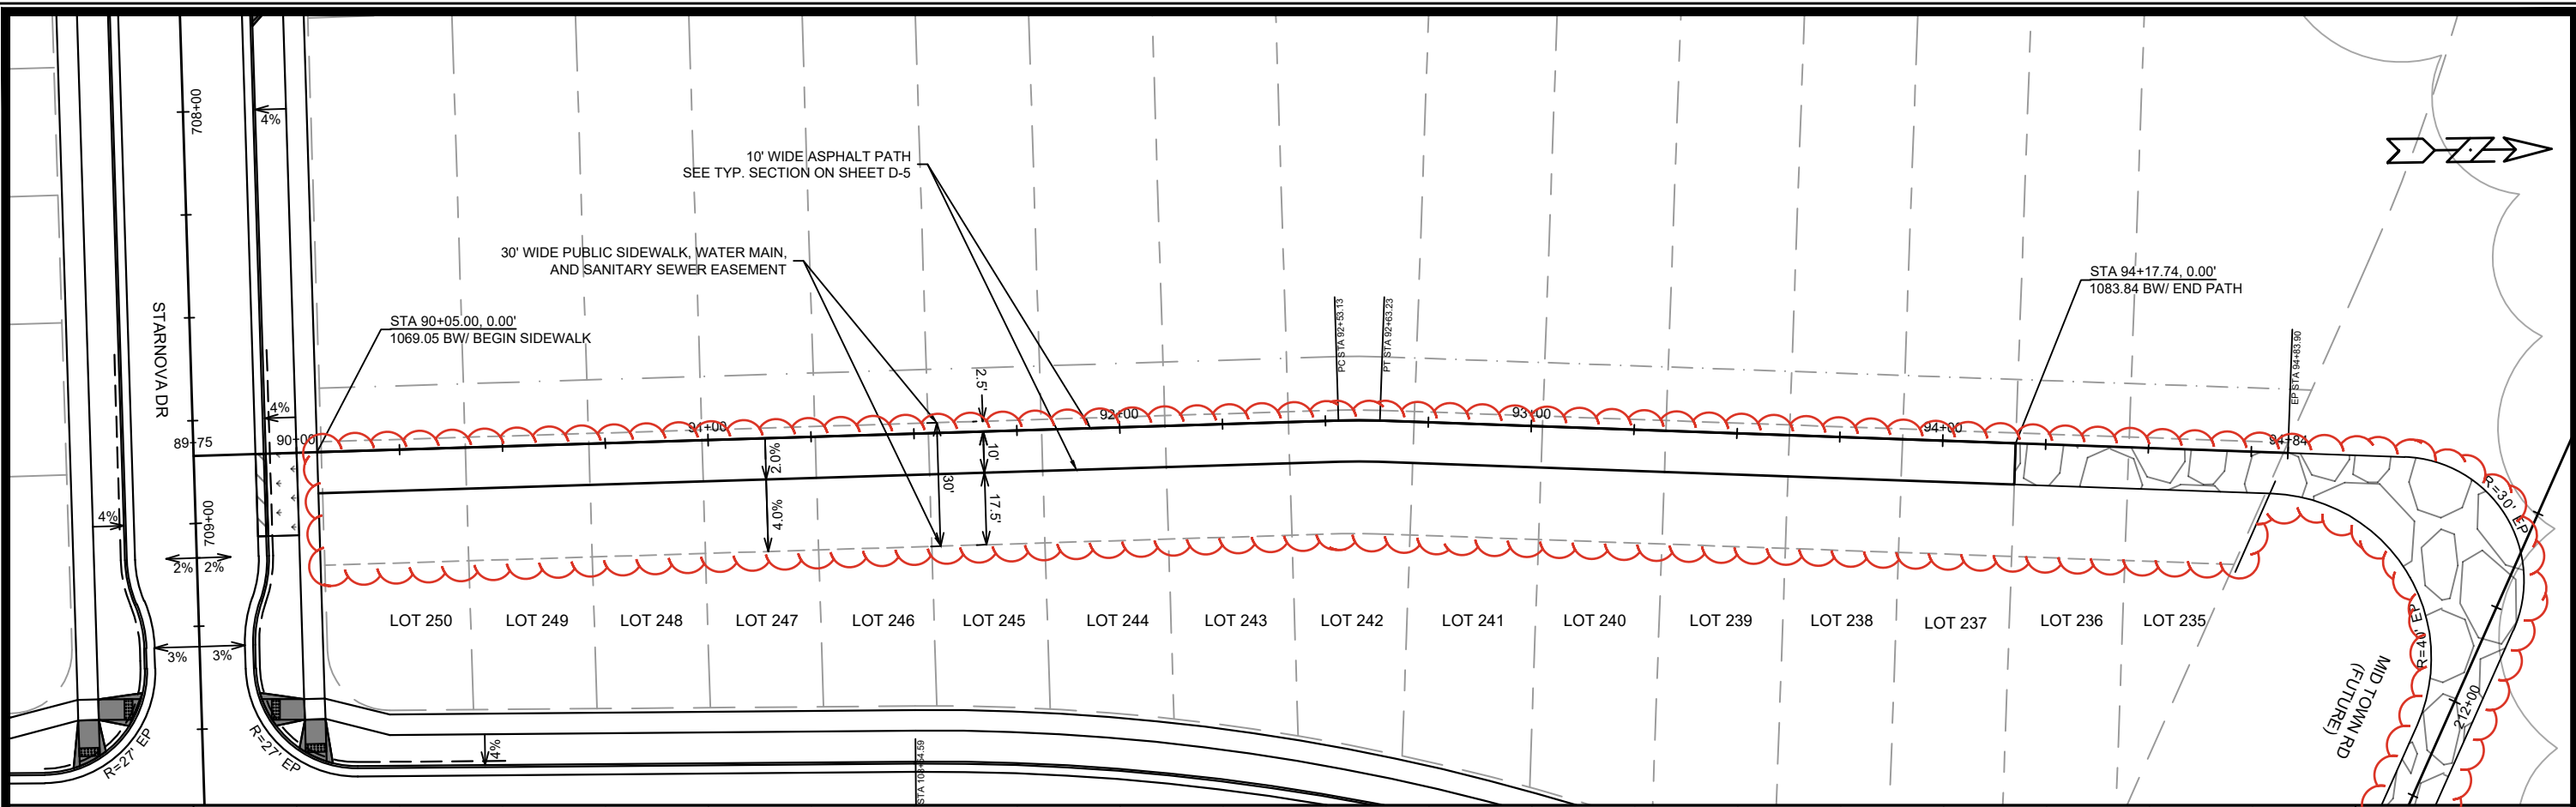 708+00
4%
10' WIDE ASPHALT PATH
SEE TYP. SECTION ON SHEET D-5
30' WIDE PUBLIC SIDEWALK, WATER MAIN,
AND SANITARY SEWER EASEMENT
STA 94+17.74, 0.00'
1083.84 BW/ END PATH
STARNOVA DR
STA 90+05.00, 0.00'
1069.05 BW/ BEGIN SIDEWALK
PC STA 92+53.13
PT STA 92+63.23
EP STA 94+83.90
2.5'
4%
89+75
90+00
91+00
92+00
93+00
94+00
94+84
2.0%
10'
30'
4.0%
17.5'
R=30' EP
4%
709+00
2%
2%
LOT 250
LOT 249
LOT 248
LOT 247
LOT 246
LOT 245
LOT 244
LOT 243
LOT 242
LOT 241
LOT 240
LOT 239
LOT 238
LOT 237
LOT 236
LOT 235
R=40' EP
3%
3%
MID TOWN RD
(FUTURE)
212+00
R=27' EP
R=27' EP
4%